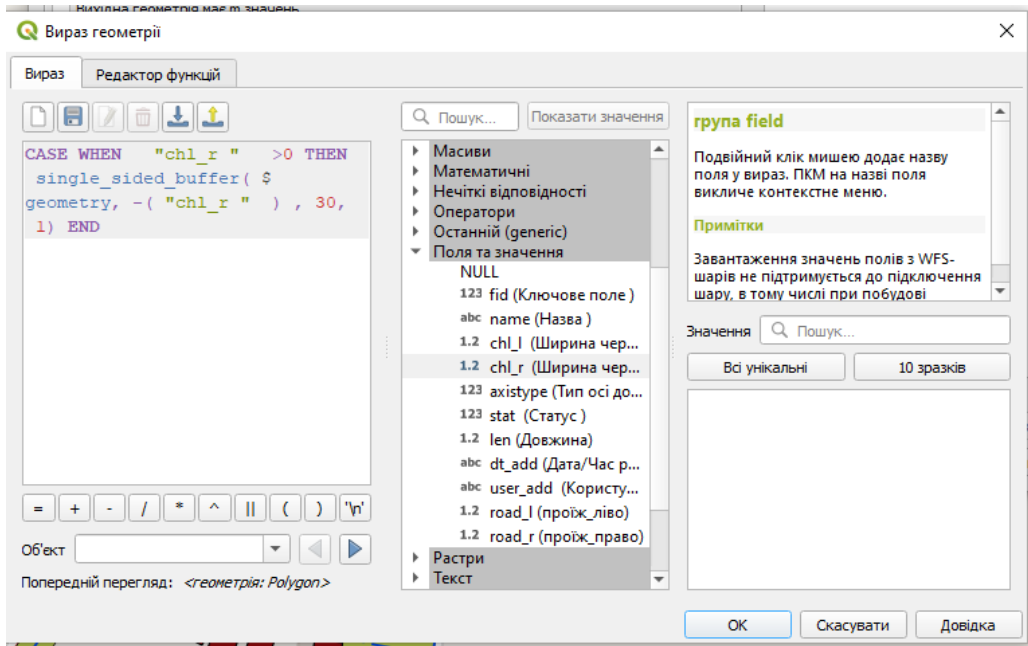 Вихідна геометрія має m значень
Вираз геометрії
Вираз
Редактор функцій
CASE WHEN "chl_r " >0 THEN
single_sided_buffer( $
geometry, -( "chl_r " ) , 30,
1) END
= + - / * ^ || ( ) '\n'
Об'єкт
Попередній перегляд: <геометрія: Polygon>
Пошук...
Показати значення
Масиви
Математичні
Нечіткі відповідності
Оператори
Останній (generic)
Поля та значення
NULL
123 fid (Ключове поле )
abc name (Назва )
1.2 chl_l (Ширина чер...
1.2 chl_r (Ширина чер...
123 axistype (Тип осі до...
123 stat (Статус )
1.2 len (Довжина)
abc dt_add (Дата/Час р...
abc user_add (Користу...
1.2 road_l (проїж_ліво)
1.2 road_r (проїж_право)
Растри
Текст
група field
Подвійний клік мишею додає назву
поля у вираз. ПКМ на назві поля
викличе контекстне меню.
Примітки
Завантаження значень полів з WFS-
шарів не підтримується до підключення
шару, в тому числі при побудові
Значення
Пошук...
Всі унікальні
10 зразків
OK
Скасувати
Довідка